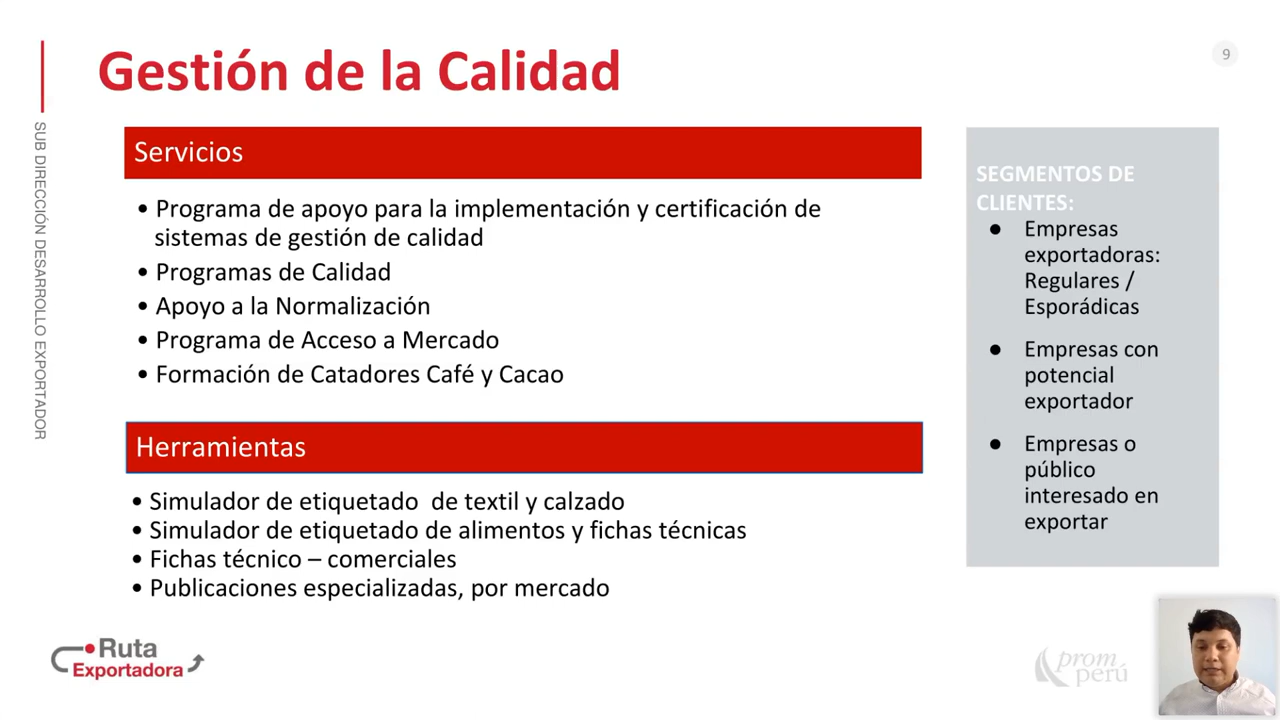 Gestión de la Calidad
9
SUB DIRECCIÓN DESARROLLO EXPORTADOR
Servicios
• Programa de apoyo para la implementación y certificación de
sistemas de gestión de calidad
• Programas de Calidad
• Apoyo a la Normalización
• Programa de Acceso a Mercado
• Formación de Catadores Café y Cacao
Herramientas
• Simulador de etiquetado de textil y calzado
• Simulador de etiquetado de alimentos y fichas técnicas
• Fichas técnico – comerciales
• Publicaciones especializadas, por mercado
SEGMENTOS DE
CLIENTES:
● Empresas
exportadoras:
Regulares /
Esporádicas
● Empresas con
potencial
exportador
● Empresas o
público
interesado en
exportar
Ruta
Exportadora
prom
perú